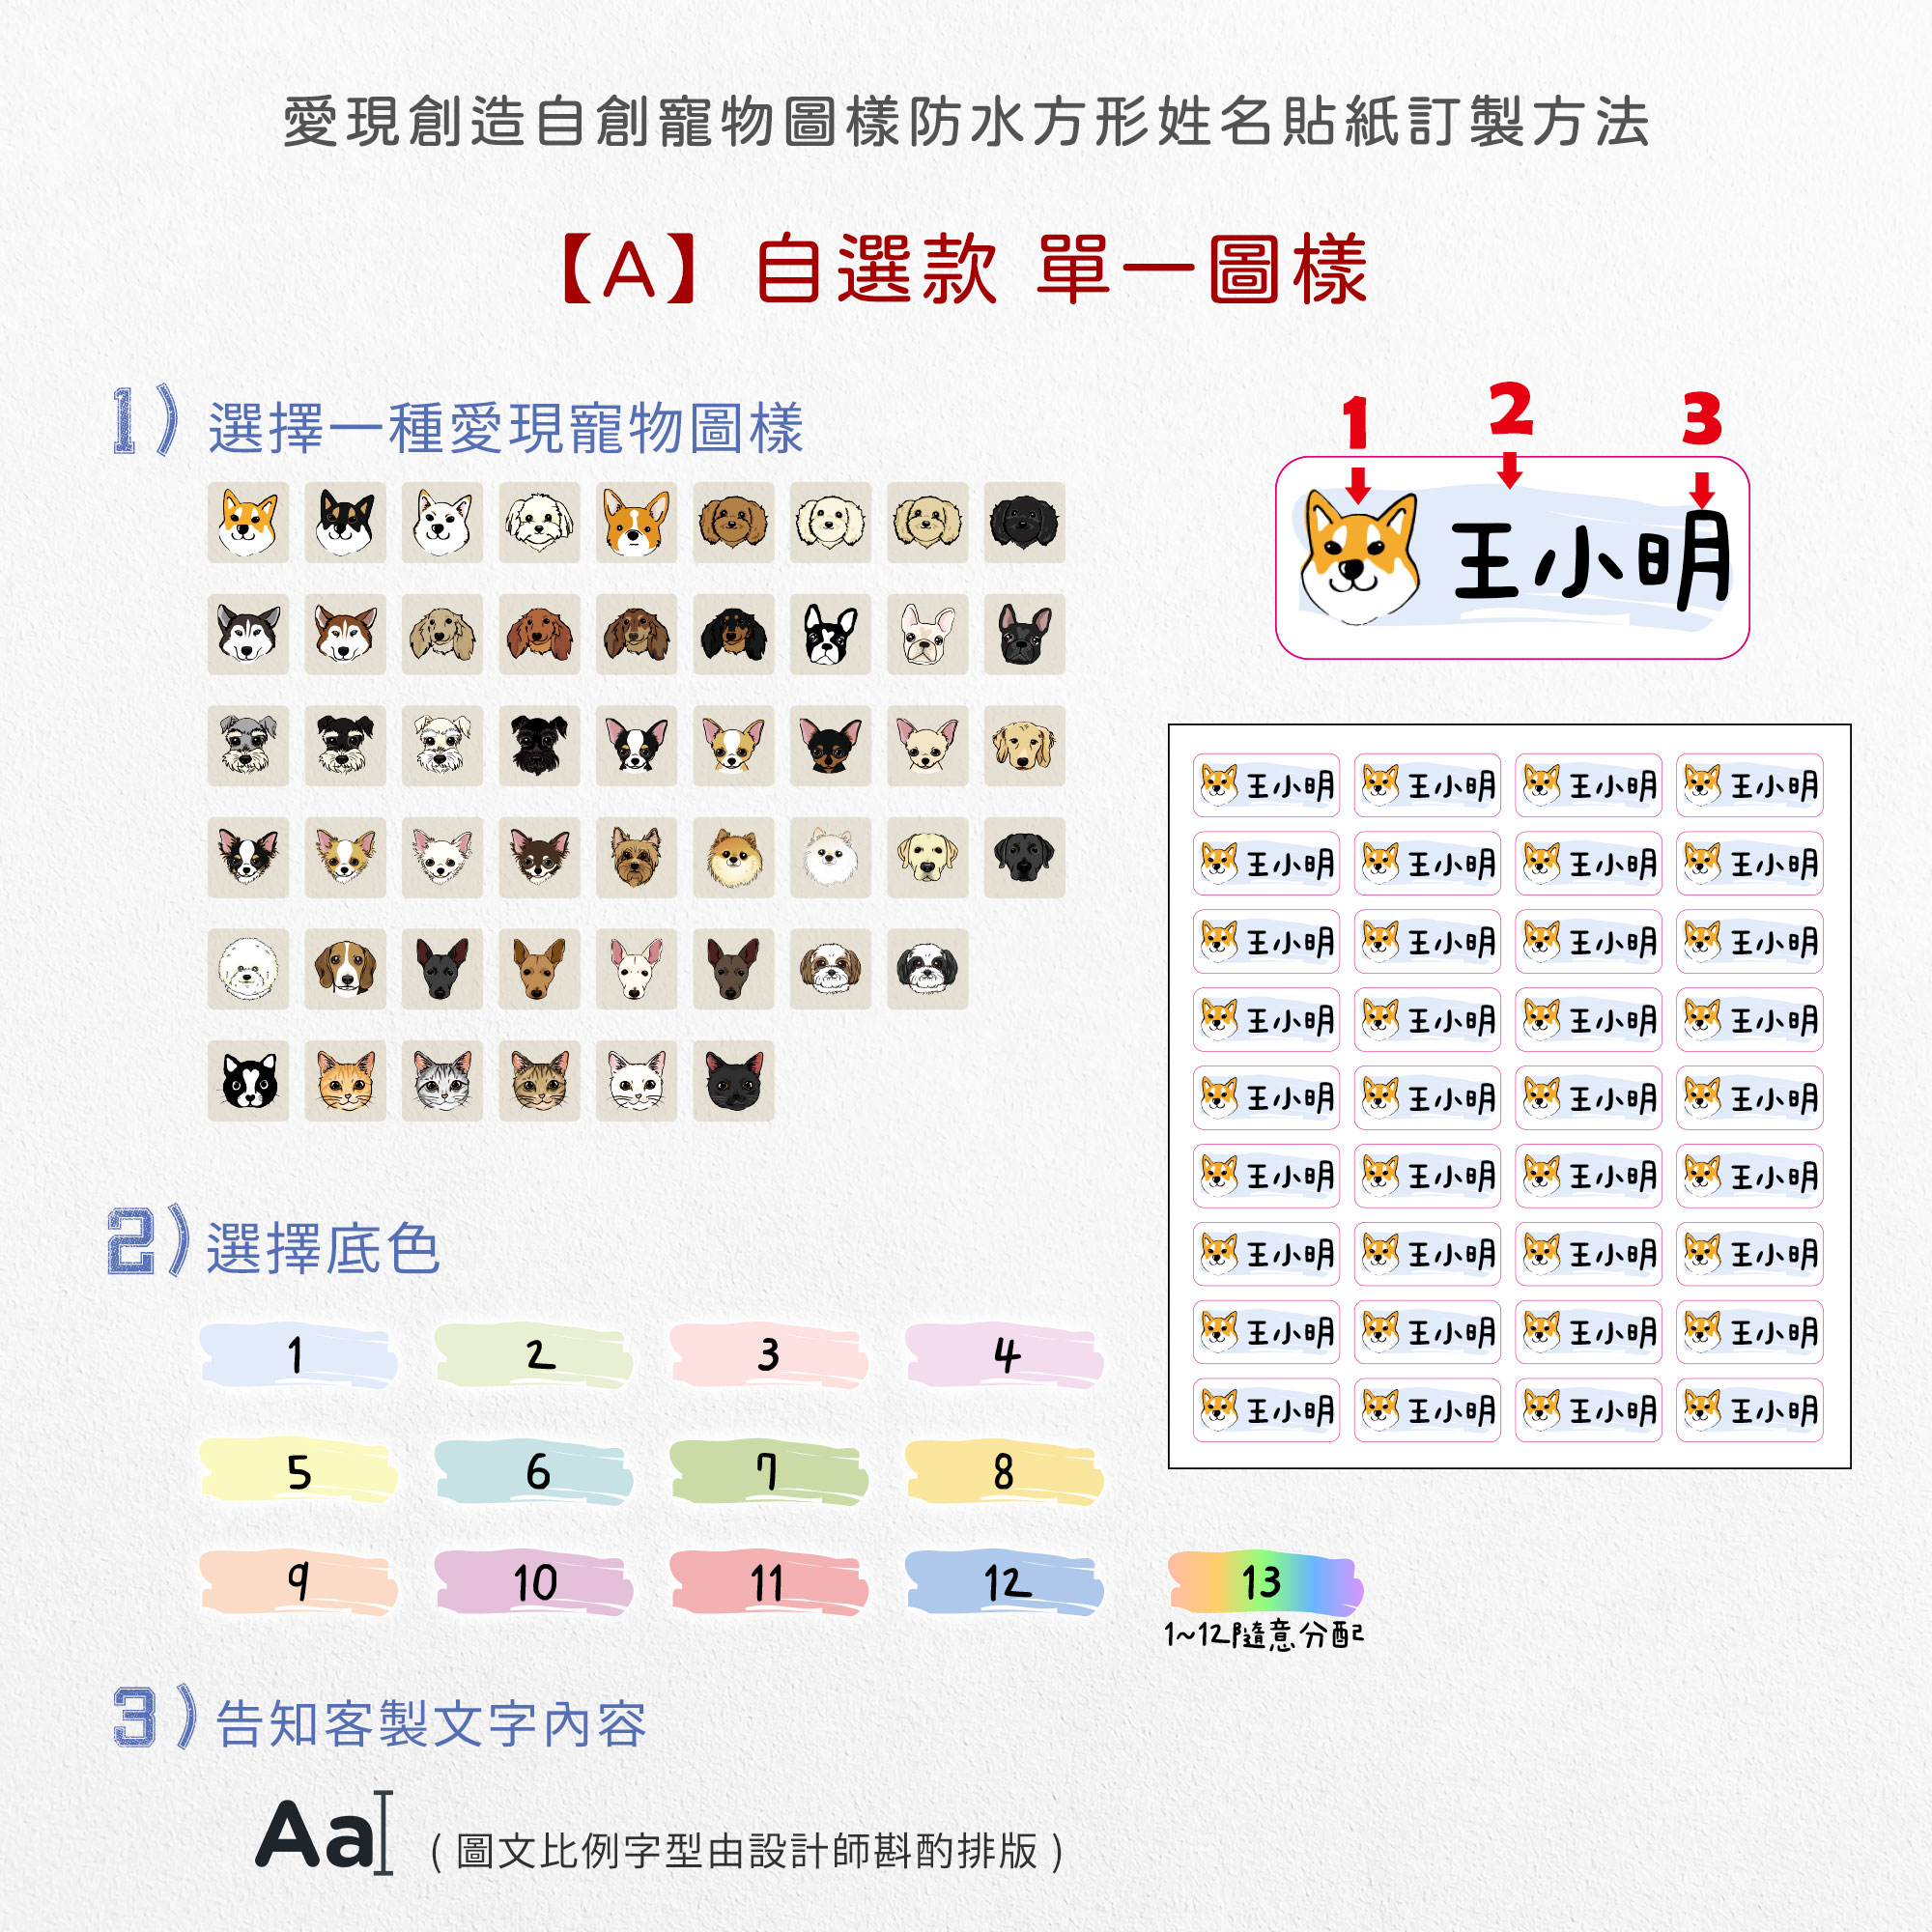 愛現創造自創寵物圖樣防水方形姓名貼紙訂製方法
【A】自選款 單一圖樣
1) 選擇一種愛現寵物圖樣
1 2 3
王小明
王小明 王小明 王小明 王小明
王小明 王小明 王小明 王小明
王小明 王小明 王小明 王小明
王小明 王小明 王小明 王小明
王小明 王小明 王小明 王小明
王小明 王小明 王小明 王小明
王小明 王小明 王小明 王小明
王小明 王小明 王小明 王小明
王小明 王小明 王小明 王小明
2) 選擇底色
1 2 3 4
5 6 7 8
9 10 11 12 13
1~12隨意分配
3) 告知客製文字內容
Aa (圖文比例字型由設計師斟酌排版)